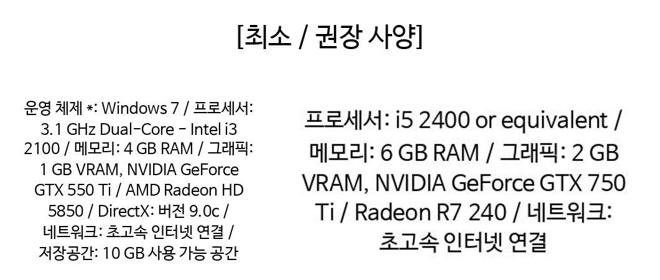 [최소 / 권장 사양]
운영 체제 *: Windows 7 / 프로세서:
3.1 GHz Dual-Core - Intel i3
2100 / 메모리: 4 GB RAM / 그래픽:
1 GB VRAM, NVIDIA GeForce
GTX 550 Ti / AMD Radeon HD
5850 / DirectX: 버전 9.0c /
네트워크: 초고속 인터넷 연결 /
저장공간: 10 GB 사용 가능 공간
프로세서: i5 2400 or equivalent /
메모리: 6 GB RAM / 그래픽: 2 GB
VRAM, NVIDIA GeForce GTX 750
Ti / Radeon R7 240 / 네트워크:
초고속 인터넷 연결